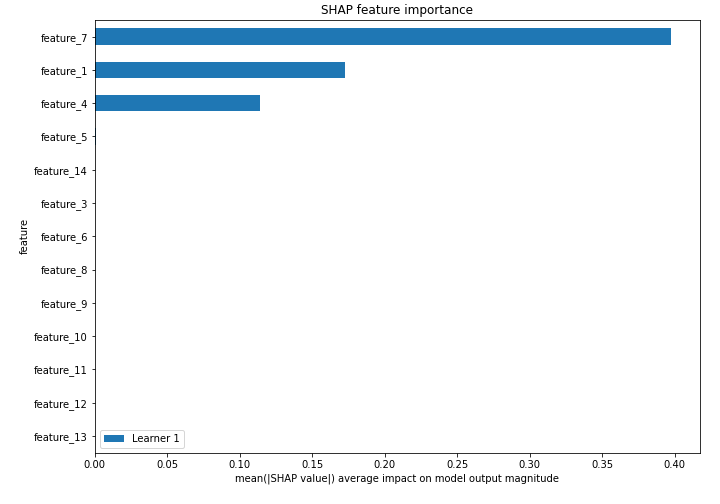 SHAP feature importance
feature_7
feature_1
feature_4
feature_5
feature_14
feature_3
feature_6
feature_8
feature_9
feature_10
feature_11
feature_12
feature_13
feature
Learner 1
0.00 0.05 0.10 0.15 0.20 0.25 0.30 0.35 0.40
mean(|SHAP value|) average impact on model output magnitude